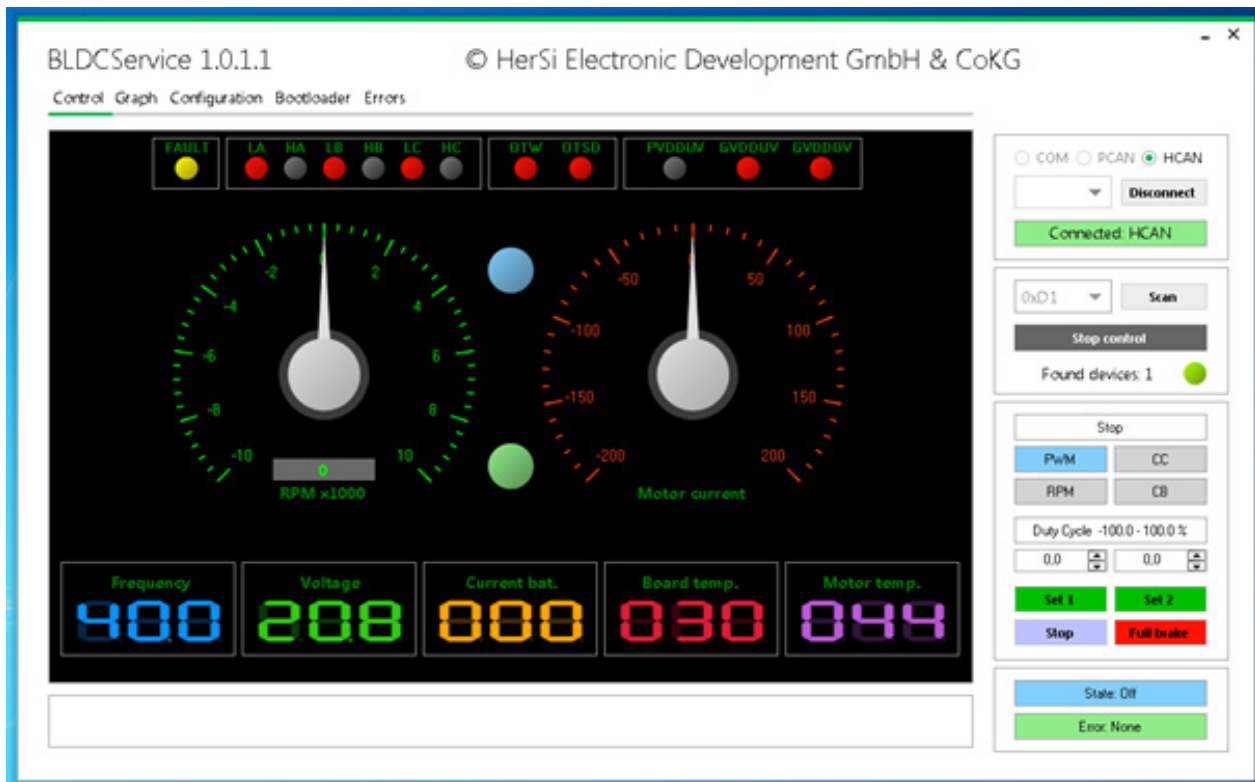 BLDCService 1.0.1.1
© HerSi Electronic Development GmbH & CoKG
Control Graph Configuration Bootloader Errors
FAULT LA HA LB HB LC HC OTW OTSD PVDDUV GVDDUV GVDDOV
-10 -8 -6 -4 -2 0 2 4 6 8 10
0
RPM x1000
-200 -150 -100 -50 0 50 100 150 200
Motor current
Frequency
40.0
Voltage
20.8
Current bat.
000
Board temp.
030
Motor temp.
044
COM PCAN HCAN
Disconnect
Connected: HCAN
0xD1 Scan
Stop control
Found devices: 1
Stop
PWM CC
RPM CB
Duty Cycle -100.0 - 100.0 %
0,0 0,0
Set 1 Set 2
Stop Full brake
State: Off
Error: None